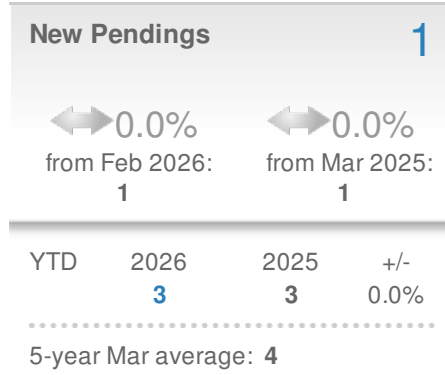 New Pendings 1
0.0% 0.0%
from Feb 2026: from Mar 2025:
1 1
YTD 2026 2025 +/-
3 3 0.0%
5-year Mar average: 4